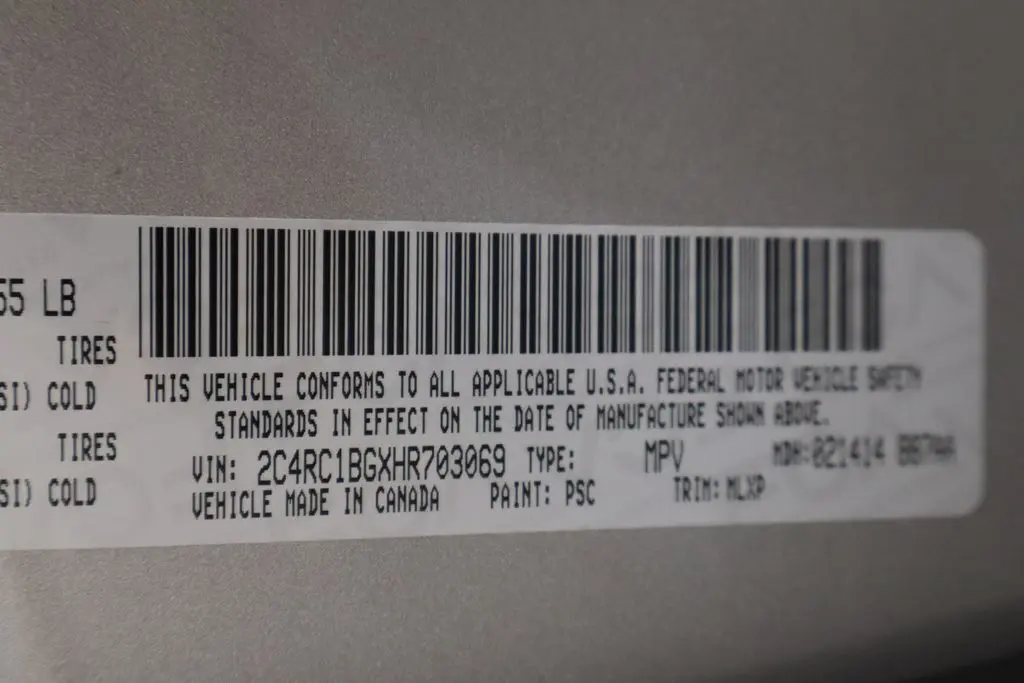 55 LB
TIRES
SI) COLD
TIRES
SI) COLD
THIS VEHICLE CONFORMS TO ALL APPLICABLE U.S.A. FEDERAL MOTOR VEHICLE SAFETY
STANDARDS IN EFFECT ON THE DATE OF MANUFACTURE SHOWN ABOVE.
VIN: 2C4RC1BGXHR703069 TYPE: MPV MDH:021414
VEHICLE MADE IN CANADA PAINT: PSC TRIM: MLXP